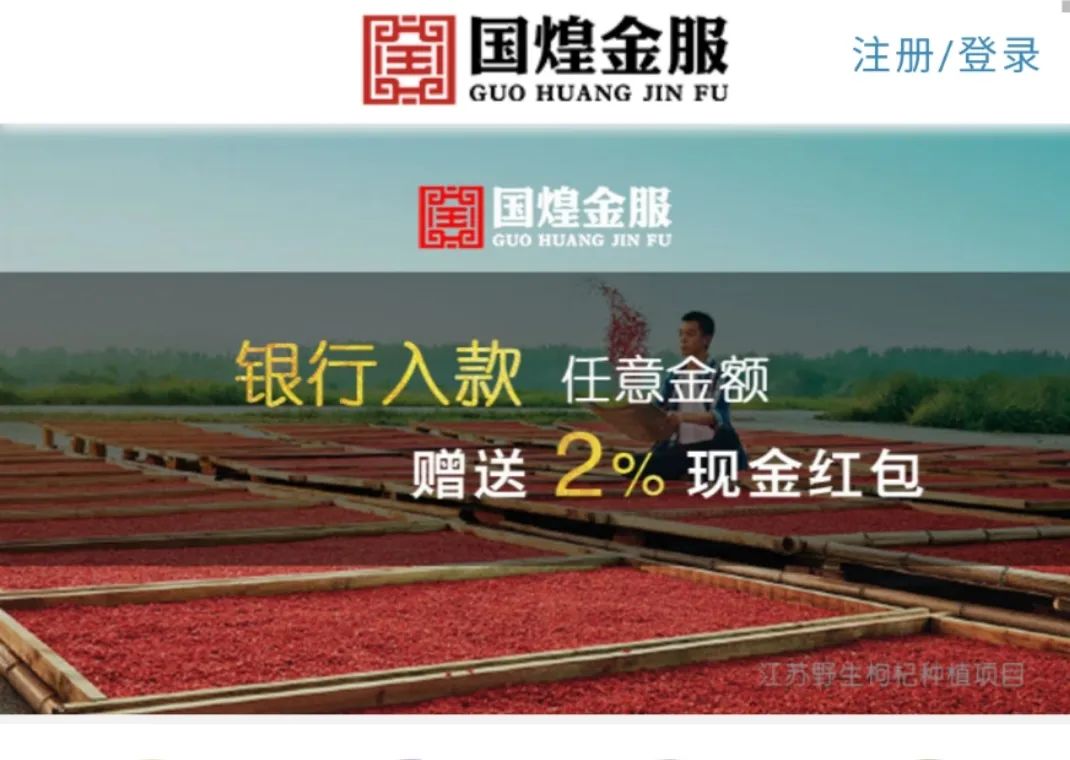 国煌金服
GUO HUANG JIN FU
注册/登录
国煌金服
GUO HUANG JIN FU
银行入款 任意金额
赠送 2% 现金红包
江苏野生枸杞种植项目